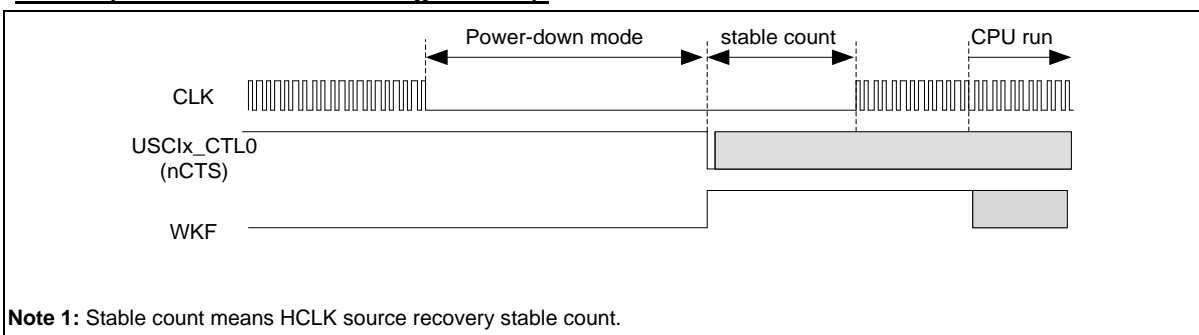 Power-down mode
stable count
CPU run
CLK
USCIx_CTL0
(nCTS)
WKF
Note 1: Stable count means HCLK source recovery stable count.